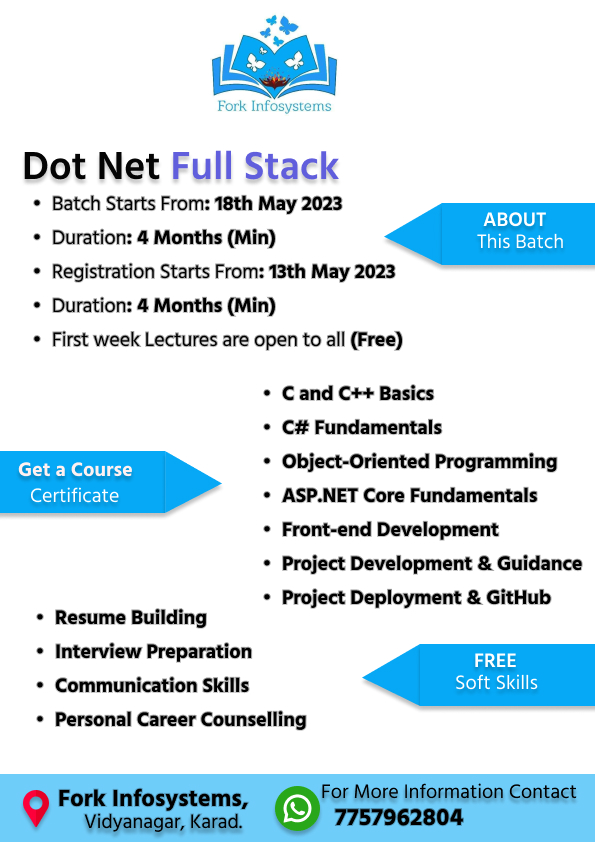 Fork Infosystems
Dot Net Full Stack
• Batch Starts From: 18th May 2023
• Duration: 4 Months (Min)
• Registration Starts From: 13th May 2023
• Duration: 4 Months (Min)
• First week Lectures are open to all (Free)
ABOUT
This Batch
• C and C++ Basics
• C# Fundamentals
• Object-Oriented Programming
• ASP.NET Core Fundamentals
• Front-end Development
• Project Development & Guidance
• Project Deployment & GitHub
Get a Course
Certificate
• Resume Building
• Interview Preparation
• Communication Skills
• Personal Career Counselling
FREE
Soft Skills
Fork Infosystems,
Vidyanagar, Karad.
For More Information Contact
7757962804